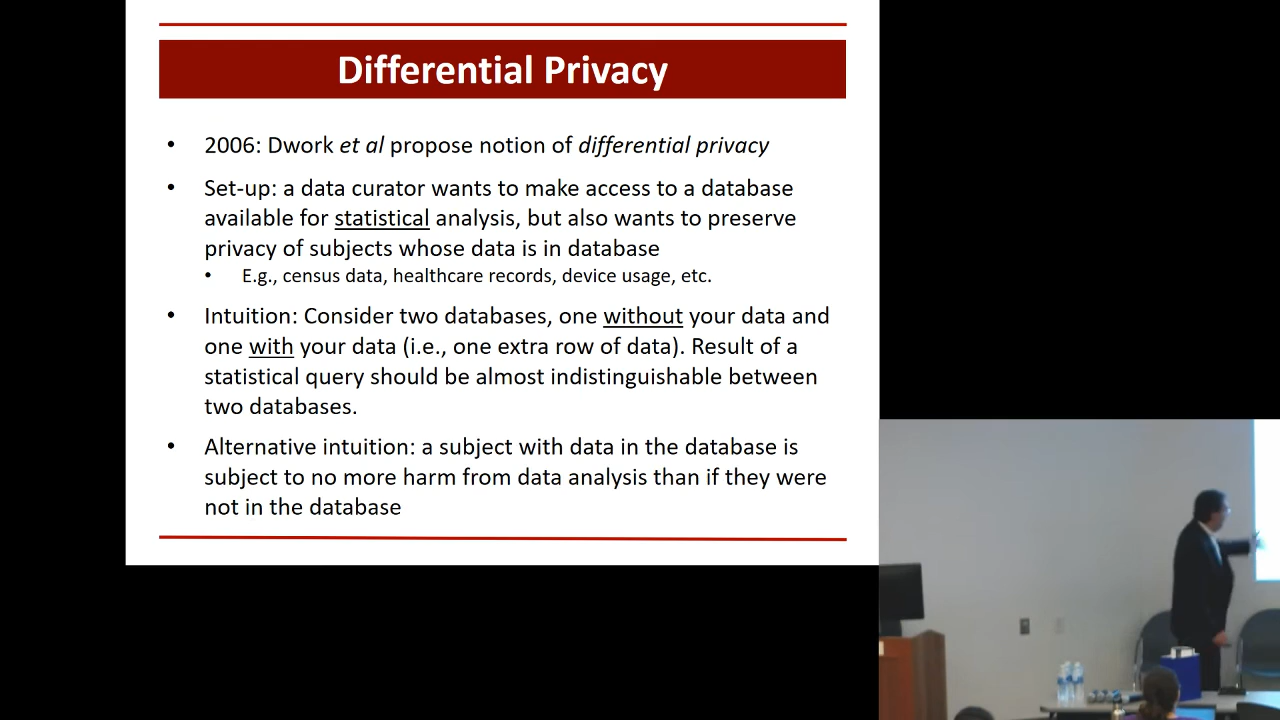 Differential Privacy
• 2006: Dwork et al propose notion of differential privacy
• Set-up: a data curator wants to make access to a database
available for statistical analysis, but also wants to preserve
privacy of subjects whose data is in database
• E.g., census data, healthcare records, device usage, etc.
• Intuition: Consider two databases, one without your data and
one with your data (i.e., one extra row of data). Result of a
statistical query should be almost indistinguishable between
two databases.
• Alternative intuition: a subject with data in the database is
subject to no more harm from data analysis than if they were
not in the database